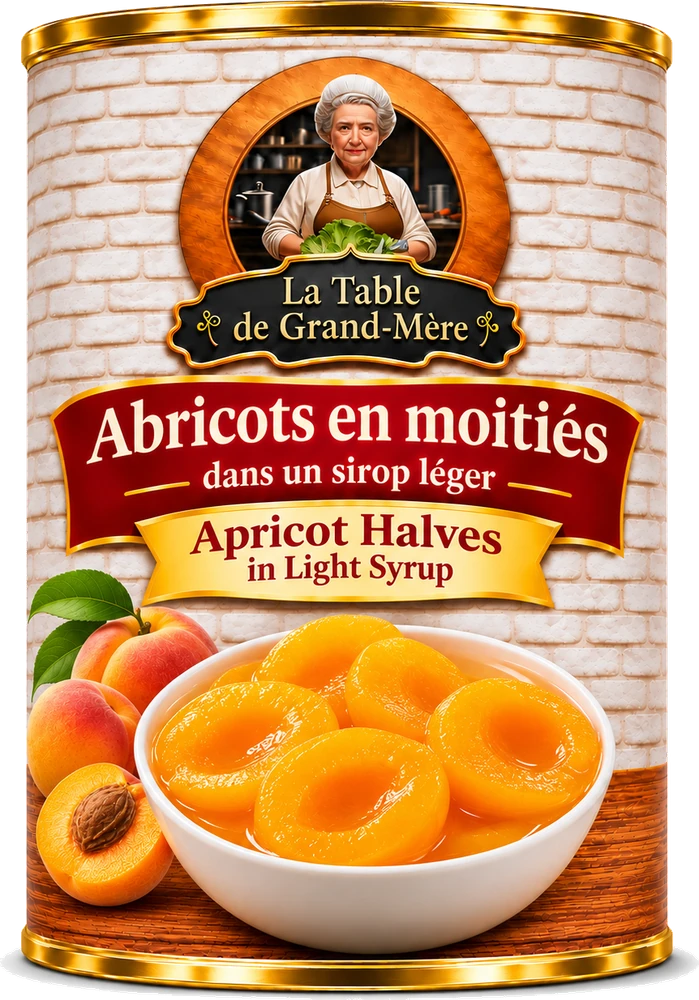 La Table
de Grand-Mère
Abricots en moitiés
dans un sirop léger
Apricot Halves
in Light Syrup